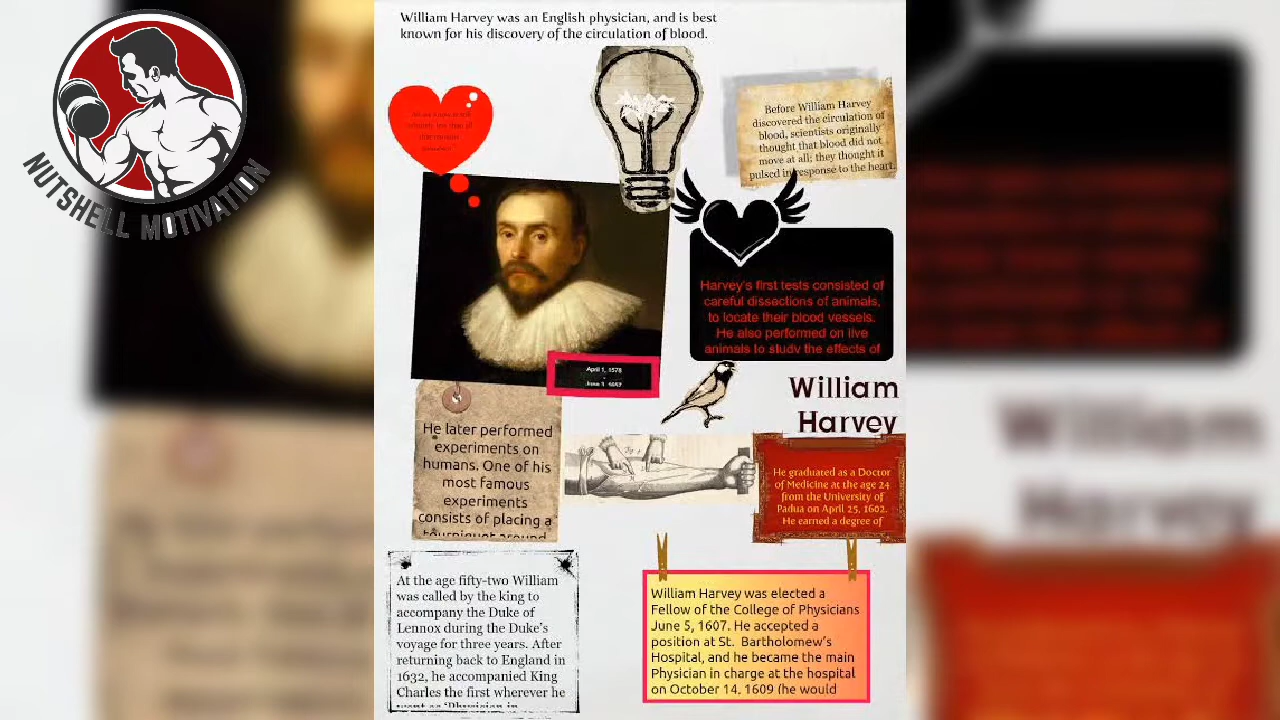 NUTSHELL MOTIVATION
William Harvey was an English physician, and is best
known for his discovery of the circulation of blood.
Before William Harvey
discovered the circulation of
blood, scientists originally
thought that blood did not
move at all; they thought it
pulsed in response to the heart.
Harvey's first tests consisted of
careful dissections of animals,
to locate their blood vessels.
He also performed on live
animals to study the effects of
April 1, 1578
June 3, 1657
William
Harvey
He later performed
experiments on
humans. One of his
most famous
experiments
consists of placing a
tourniquet around
He graduated as a Doctor
of Medicine at the age 24
from the University of
Padua on April 25, 1602.
He earned a degree of
At the age fifty-two William
was called by the king to
accompany the Duke of
Lennox during the Duke's
voyage for three years. After
returning back to England in
1632, he accompanied King
Charles the first wherever he
William Harvey was elected a
Fellow of the College of Physicians
June 5, 1607. He accepted a
position at St. Bartholomew's
Hospital, and he became the main
Physician in charge at the hospital
on October 14, 1609 (he would